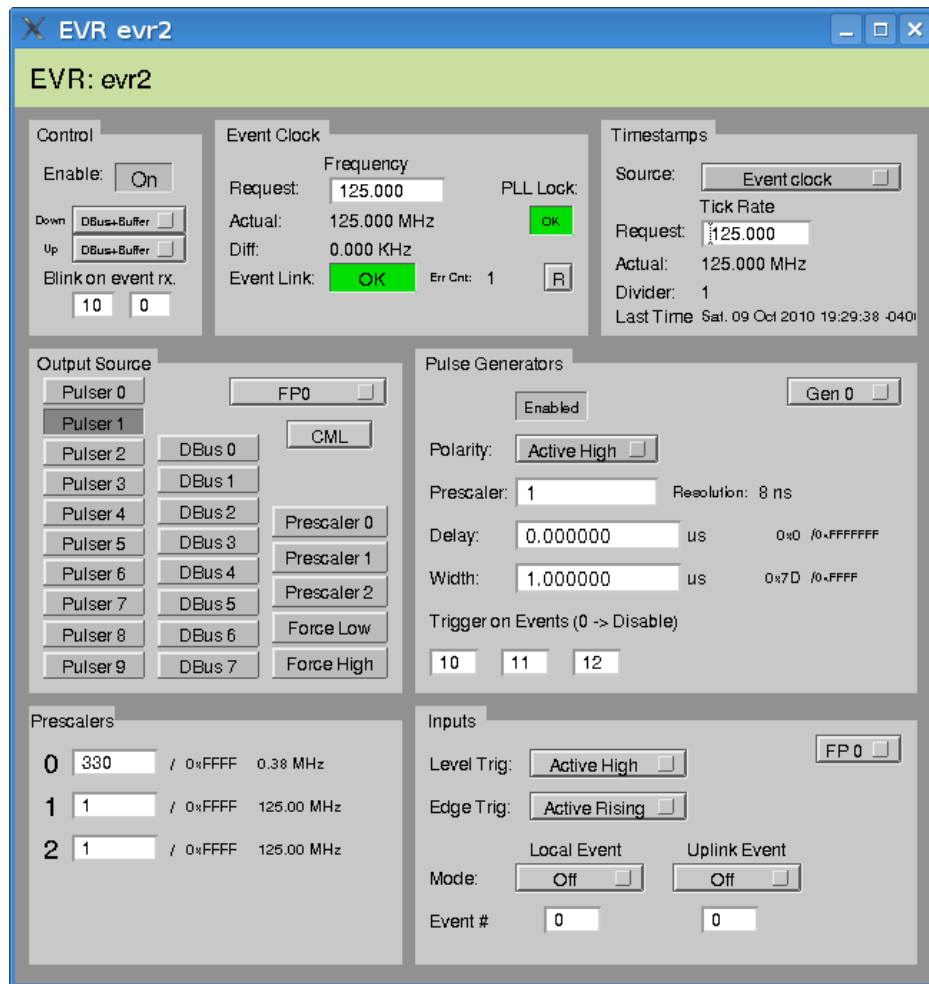 EVR evr2
EVR: evr2
Control
Enable: On
Down DBus+Buffer
Up DBus+Buffer
Blink on event rx.
10 0
Event Clock
Frequency
Request: 125.000 PLL Lock:
Actual: 125.000 MHz OK
Diff: 0.000 KHz
Event Link: OK Err Cnt: 1 R
Timestamps
Source: Event clock
Tick Rate
Request: 125.000
Actual: 125.000 MHz
Divider: 1
Last Time Sat. 09 Oct 2010 19:29:38 -040
Output Source
Pulser 0 FP0
Pulser 1 CML
Pulser 2 DBus 0
Pulser 3 DBus 1
Pulser 4 DBus 2 Prescaler 0
Pulser 5 DBus 3 Prescaler 1
Pulser 6 DBus 4 Prescaler 2
Pulser 7 DBus 5
Pulser 8 DBus 6 Force Low
Pulser 9 DBus 7 Force High
Pulse Generators
Enabled Gen 0
Polarity: Active High
Prescaler: 1 Resolution: 8 ns
Delay: 0.000000 us 0x0 /0xFFFFFFF
Width: 1.000000 us 0x7D /0xFFFF
Trigger on Events (0 -> Disable)
10 11 12
Prescalers
0 330 / 0xFFFF 0.38 MHz
1 1 / 0xFFFF 125.00 MHz
2 1 / 0xFFFF 125.00 MHz
Inputs
FP 0
Level Trig: Active High
Edge Trig: Active Rising
Local Event Uplink Event
Mode: Off Off
Event # 0 0